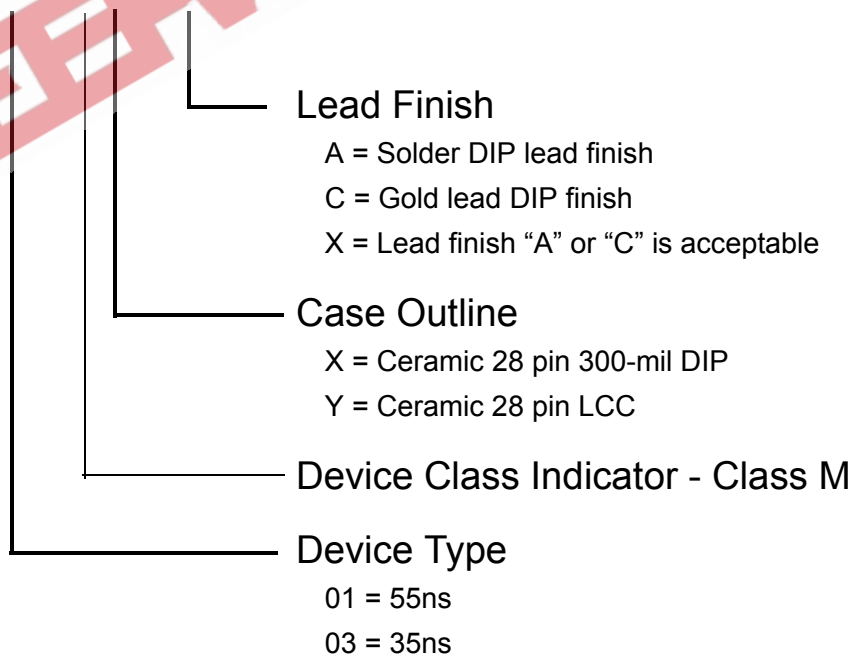 Lead Finish
A = Solder DIP lead finish
C = Gold lead DIP finish
X = Lead finish “A” or “C” is acceptable
Case Outline
X = Ceramic 28 pin 300-mil DIP
Y = Ceramic 28 pin LCC
Device Class Indicator - Class M
Device Type
01 = 55ns
03 = 35ns